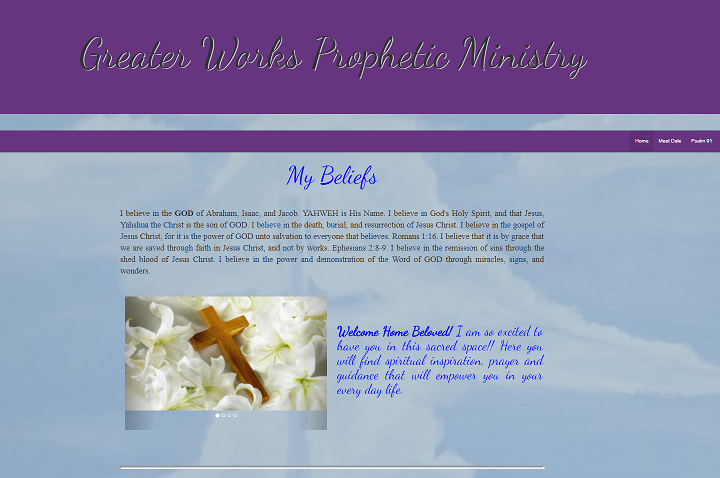 Greater Works Prophetic Ministry
Home Meet Dale Psalm 91
My Beliefs
I believe in the GOD of Abraham, Isaac, and Jacob. YAHWEH is His Name. I believe in God's Holy Spirit, and that Jesus,
Yahshua the Christ is the son of GOD. I believe in the death, burial, and resurrection of Jesus Christ. I believe in the gospel of
Jesus Christ, for it is the power of GOD unto salvation to everyone that believes. Romans 1:16. I believe that it is by grace that
we are saved through faith in Jesus Christ, and not by works. Ephesians 2:8-9. I believe in the remission of sins through the
shed blood of Jesus Christ. I believe in the power and demonstration of the Word of GOD through miracles, signs, and
wonders.
Welcome Home Beloved! I am so excited to
have you in this sacred space!! Here you
will find spiritual inspiration, prayer and
guidance that will empower you in your
every day life.